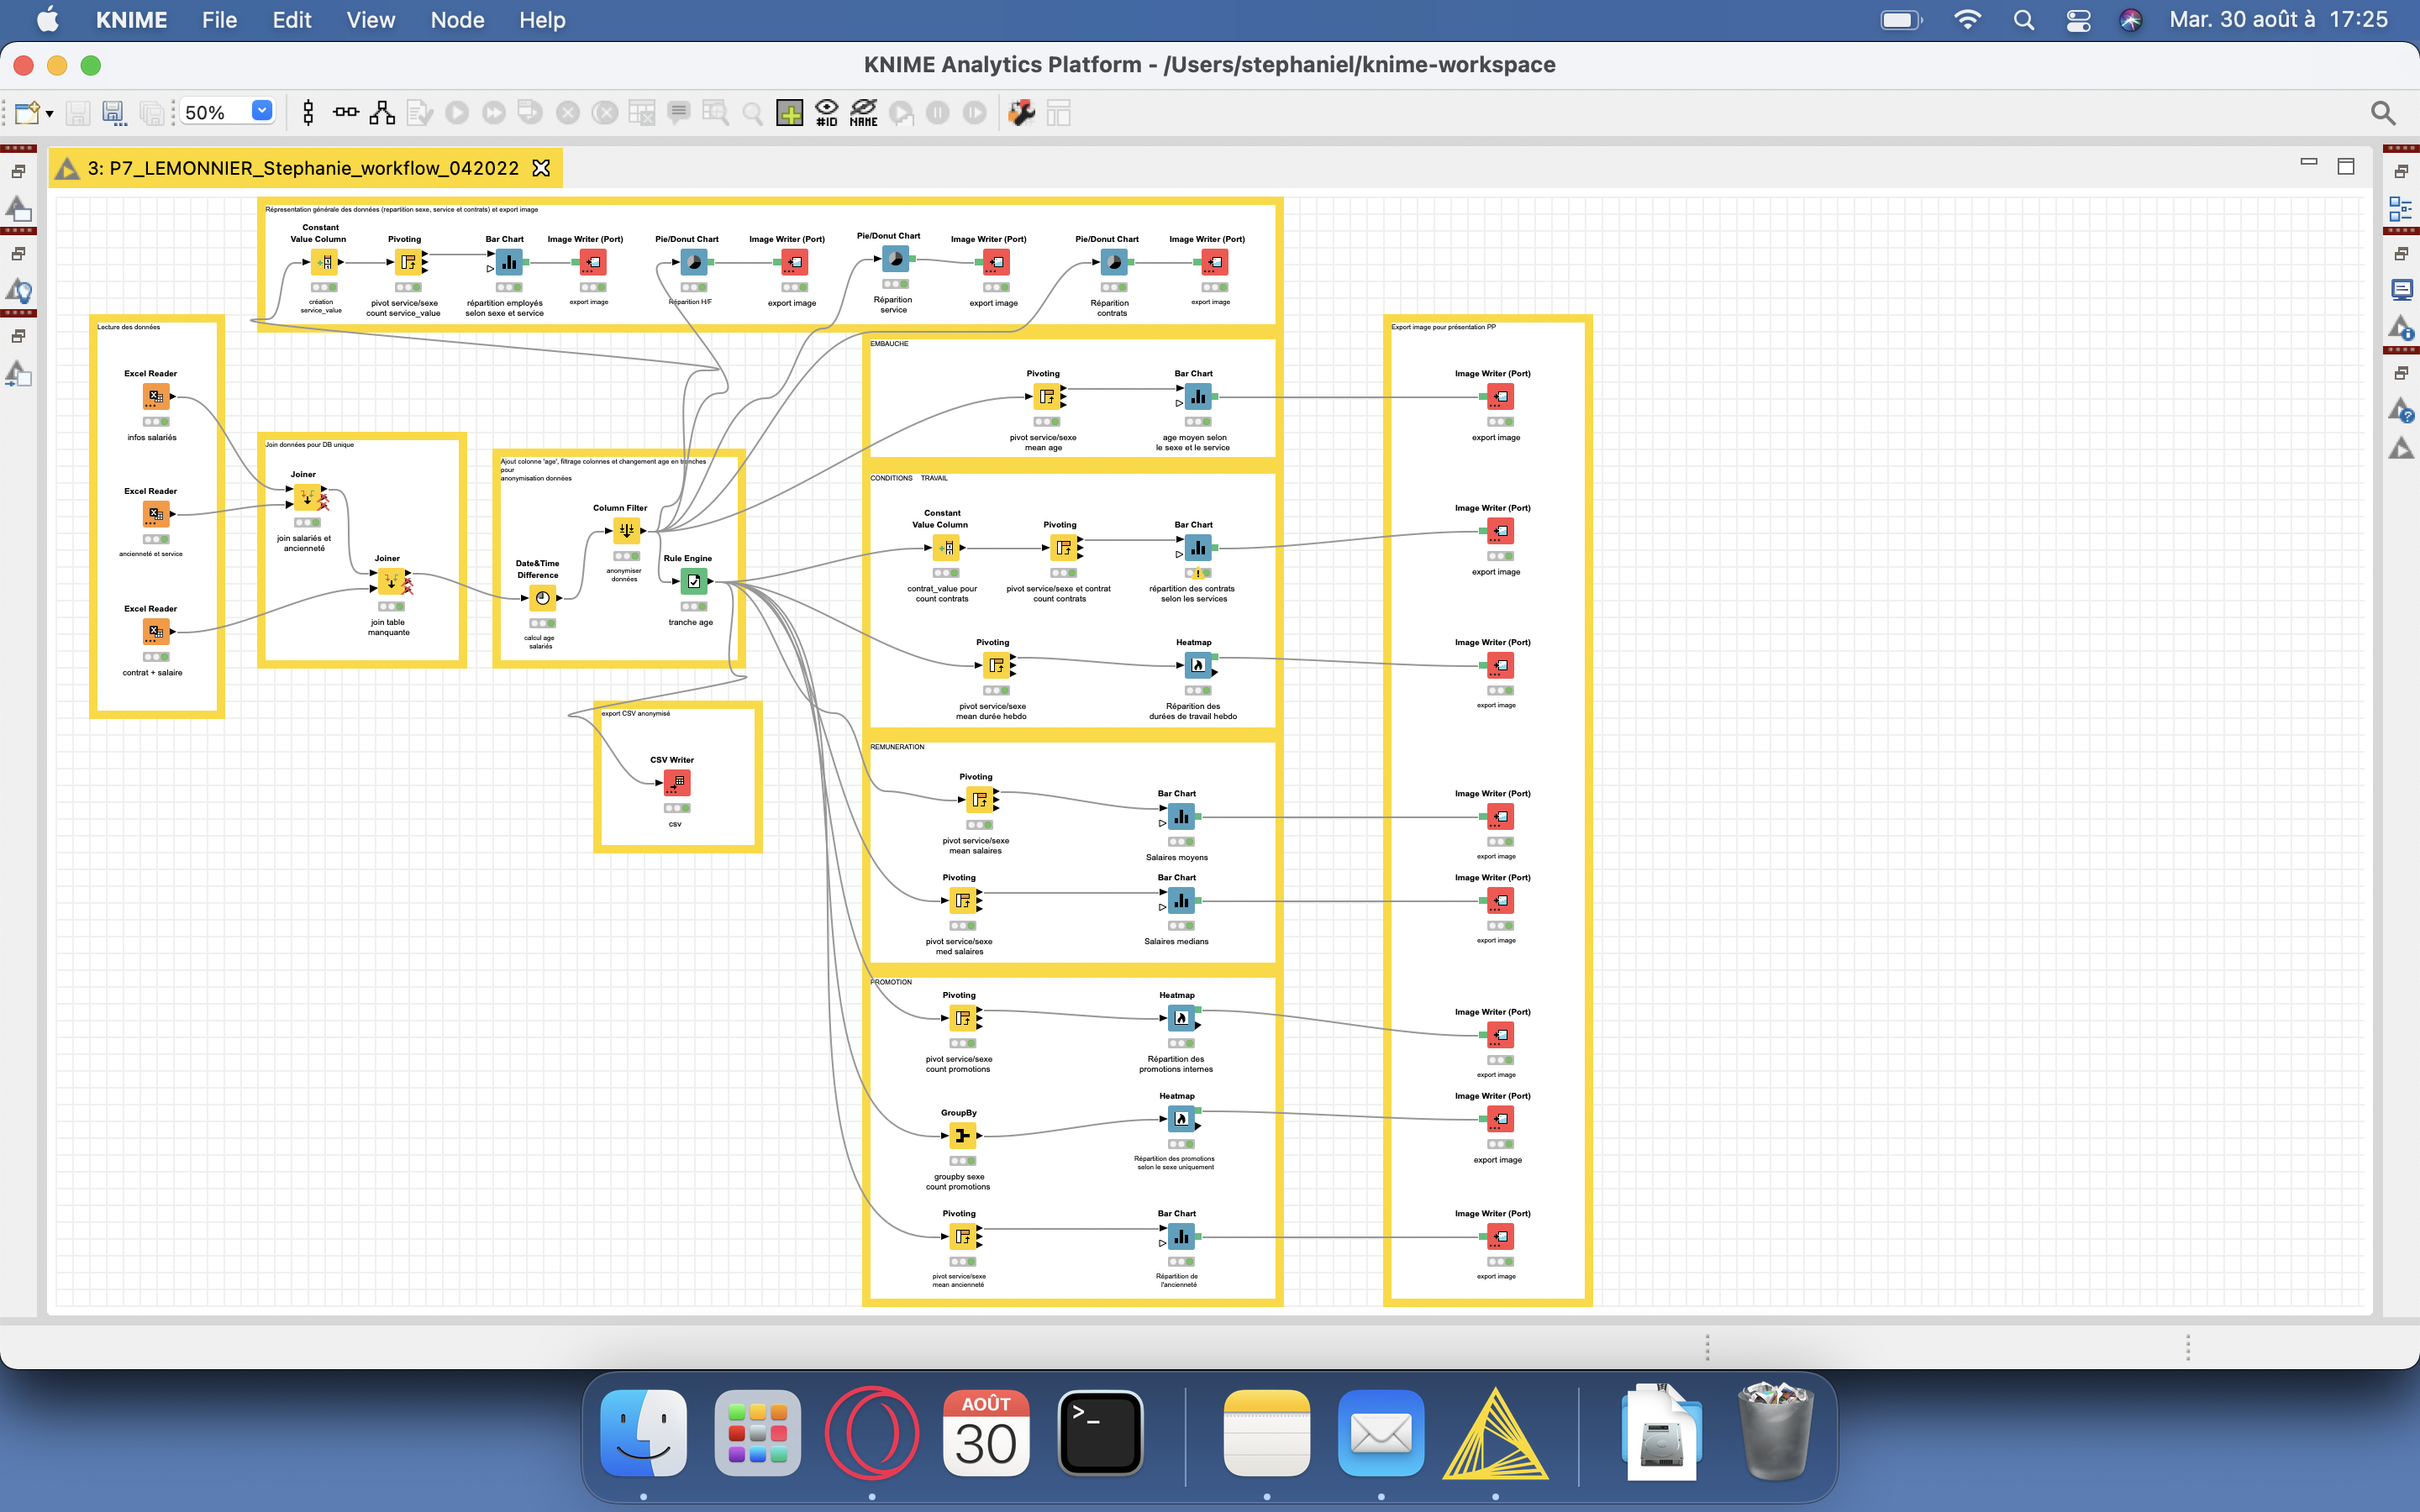 KNIME File Edit View Node Help
Mar. 30 août à 17:25
KNIME Analytics Platform - /Users/stephaniel/knime-workspace
50%
#ID
NAME
3: P7_LEMONNIER_Stephanie_workflow_042022
Réprésentation générale des données (repartition sexe, service et contrats) et export image
Constant
Value Column
création
service_value
Pivoting
pivot service/sexe
count service_value
Bar Chart
répartition employés
selon sexe et service
Image Writer (Port)
export image
Pie/Donut Chart
Réparition H/F
Image Writer (Port)
export image
Pie/Donut Chart
Réparition
service
Image Writer (Port)
export image
Pie/Donut Chart
Réparition
contrats
Image Writer (Port)
export image
Lecture des données
Excel Reader
infos salariés
Excel Reader
ancienneté et service
Excel Reader
contrat + salaire
Join données pour DB unique
Joiner
join salariés et
ancienneté
Joiner
join table
manquante
Ajout colonne 'age', filtrage colonnes et changement age en tranches
pour
anonymisation données
Column Filter
anonymiser
données
Date&Time
Difference
calcul age
salariés
Rule Engine
tranche age
export CSV anonymisé
CSV Writer
csv
EMBAUCHE
Pivoting
pivot service/sexe
mean age
Bar Chart
age moyen selon
le sexe et le service
CONDITIONS TRAVAIL
Constant
Value Column
contrat_value pour
count contrats
Pivoting
pivot service/sexe et contrat
count contrats
Bar Chart
répartition des contrats
selon les services
Pivoting
pivot service/sexe
mean durée hebdo
Heatmap
Réparition des
durées de travail hebdo
REMUNERATION
Pivoting
pivot service/sexe
mean salaires
Bar Chart
Salaires moyens
Pivoting
pivot service/sexe
med salaires
Bar Chart
Salaires medians
PROMOTION
Pivoting
pivot service/sexe
count promotions
Heatmap
Répartition des
promotions internes
GroupBy
groupby sexe
count promotions
Heatmap
Répartition des promotions
selon le sexe uniquement
Pivoting
pivot service/sexe
mean ancienneté
Bar Chart
Répartition de
l'ancienneté
Export image pour présentation PP
Image Writer (Port)
export image
Image Writer (Port)
export image
Image Writer (Port)
export image
Image Writer (Port)
export image
Image Writer (Port)
export image
Image Writer (Port)
export image
Image Writer (Port)
export image
Image Writer (Port)
export image
AOÛT
30
>_